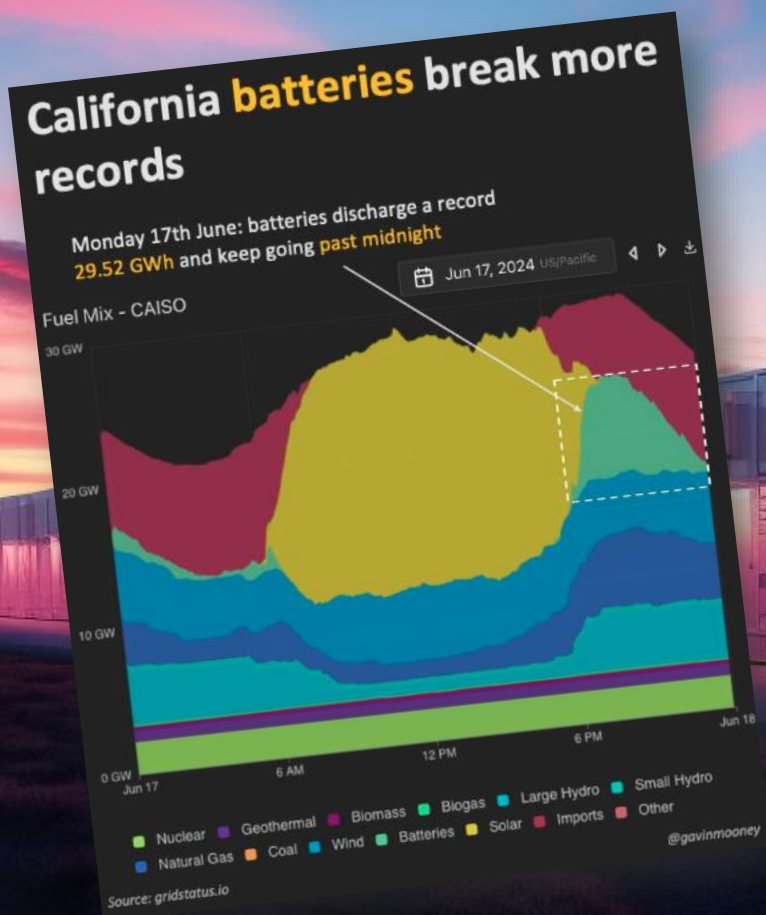 California batteries break more
records
Monday 17th June: batteries discharge a record
29.52 GWh and keep going past midnight
Jun 17, 2024 US/Pacific
Fuel Mix - CAISO
30 GW
20 GW
10 GW
0 GW
Jun 17
6 AM
12 PM
6 PM
Jun 18
Nuclear Geothermal Biomass Biogas Large Hydro Small Hydro
Natural Gas Coal Wind Batteries Solar Imports Other
@gavinmooney
Source: gridstatus.io